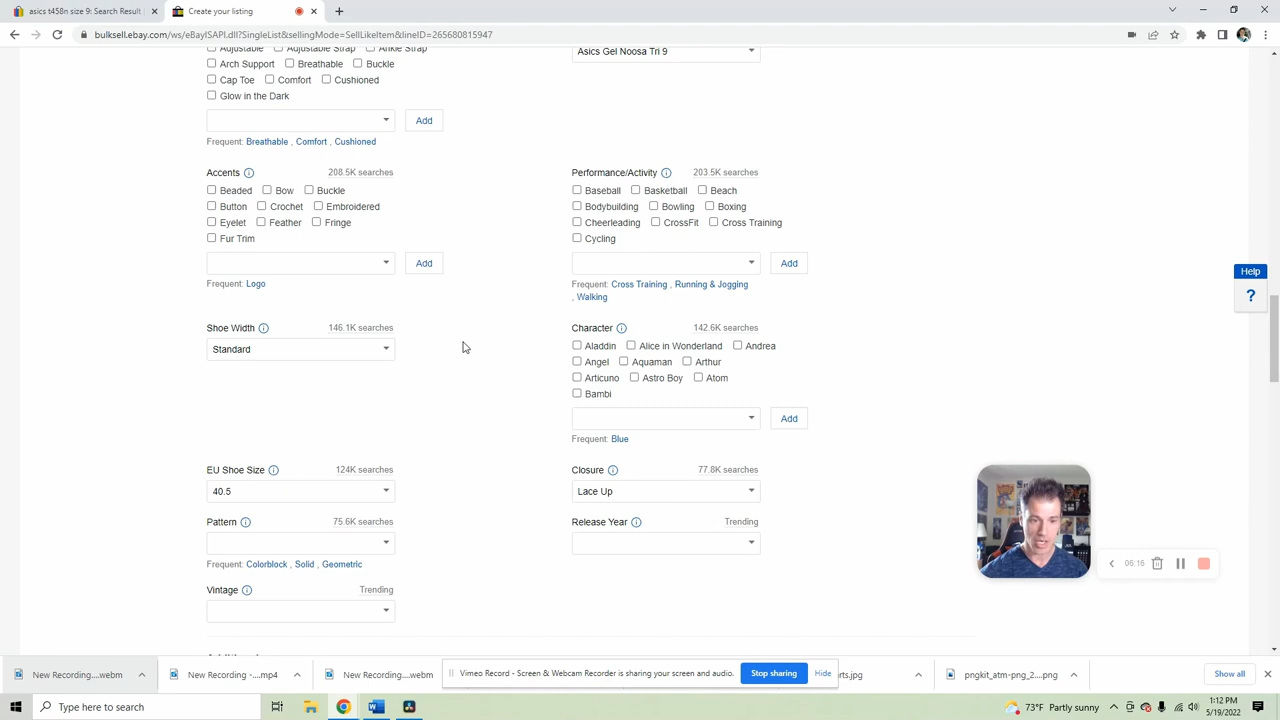 asics t458n size 9: Search Result
Create your listing
bulksell.ebay.com/ws/eBayISAPI.dll?SingleList&sellingMode=SellLikeItem&lineID=265680815947
Adjustable Adjustable Strap Ankle Strap
Asics Gel Noosa Tri 9
Arch Support Breathable Buckle
Cap Toe Comfort Cushioned
Glow in the Dark
Add
Frequent: Breathable , Comfort , Cushioned
Accents 208.5K searches
Beaded Bow Buckle
Button Crochet Embroidered
Eyelet Feather Fringe
Fur Trim
Add
Frequent: Logo
Performance/Activity 203.5K searches
Baseball Basketball Beach
Bodybuilding Bowling Boxing
Cheerleading CrossFit Cross Training
Cycling
Add
Frequent: Cross Training , Running & Jogging
, Walking
Shoe Width 146.1K searches
Standard
Character 142.6K searches
Aladdin Alice in Wonderland Andrea
Angel Aquaman Arthur
Articuno Astro Boy Atom
Bambi
Add
Frequent: Blue
EU Shoe Size 124K searches
40.5
Closure 77.8K searches
Lace Up
Pattern 75.6K searches
Frequent: Colorblock , Solid , Geometric
Release Year Trending
Vintage Trending
Help
?
06:16
New Recording....webm
New Recording -....mp4
New Recording....webm
Vimeo Record - Screen & Webcam Recorder is sharing your screen and audio.
Stop sharing
Hide
rts.jpg
pngkit_atm-png_2....png
Show all
Type here to search
73°F Partly sunny
1:12 PM
5/19/2022